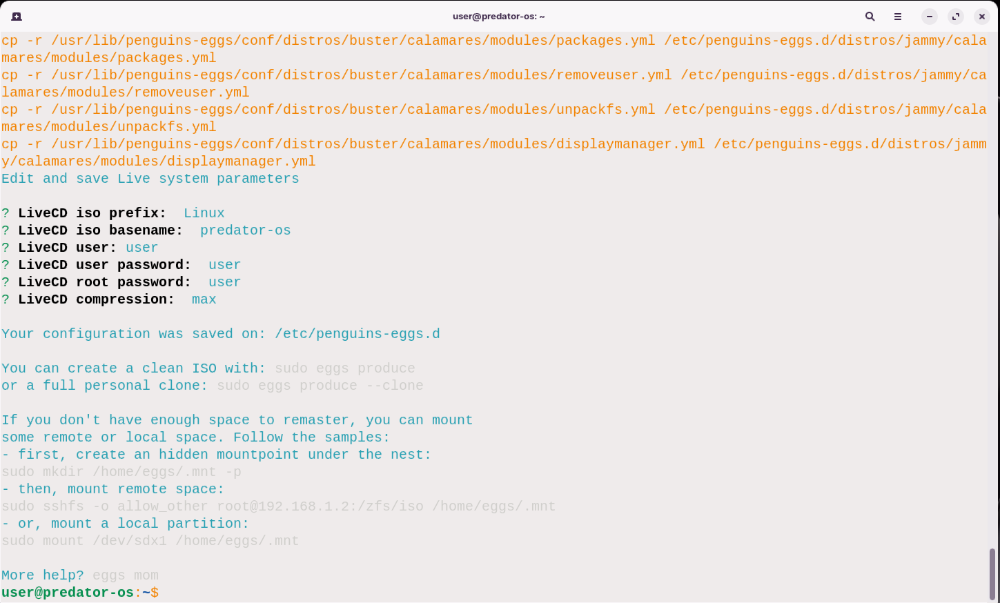 user@predator-os: ~
cp -r /usr/lib/penguins-eggs/conf/distros/buster/calamares/modules/packages.yml /etc/penguins-eggs.d/distros/jammy/cala
mares/modules/packages.yml
cp -r /usr/lib/penguins-eggs/conf/distros/buster/calamares/modules/removeuser.yml /etc/penguins-eggs.d/distros/jammy/ca
lamares/modules/removeuser.yml
cp -r /usr/lib/penguins-eggs/conf/distros/buster/calamares/modules/unpackfs.yml /etc/penguins-eggs.d/distros/jammy/cala
mares/modules/unpackfs.yml
cp -r /usr/lib/penguins-eggs/conf/distros/buster/calamares/modules/displaymanager.yml /etc/penguins-eggs.d/distros/jamm
y/calamares/modules/displaymanager.yml
Edit and save Live system parameters
? LiveCD iso prefix:  Linux
? LiveCD iso basename:  predator-os
? LiveCD user: user
? LiveCD user password:  user
? LiveCD root password:  user
? LiveCD compression:  max
Your configuration was saved on: /etc/penguins-eggs.d
You can create a clean ISO with: sudo eggs produce
or a full personal clone: sudo eggs produce --clone
If you don't have enough space to remaster, you can mount
some remote or local space. Follow the samples:
- first, create an hidden mountpoint under the nest:
sudo mkdir /home/eggs/.mnt -p
- then, mount remote space:
sudo sshfs -o allow_other root@192.168.1.2:/zfs/iso /home/eggs/.mnt
- or, mount a local partition:
sudo mount /dev/sdx1 /home/eggs/.mnt
More help? eggs mom
user@predator-os:~$